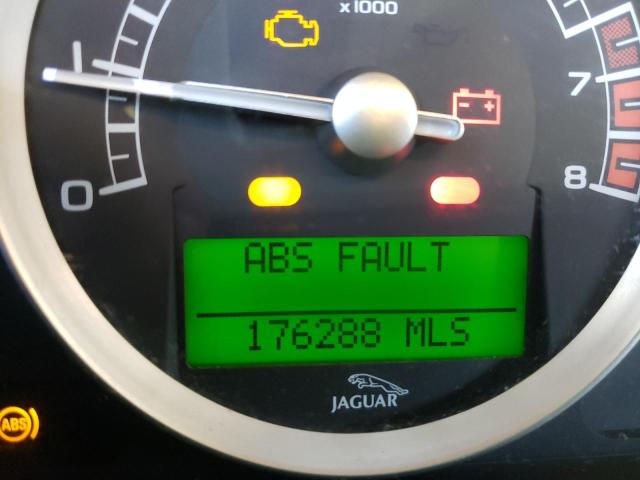 x1000
7
0
8
ABS FAULT
176288 MLS
JAGUAR
ABS